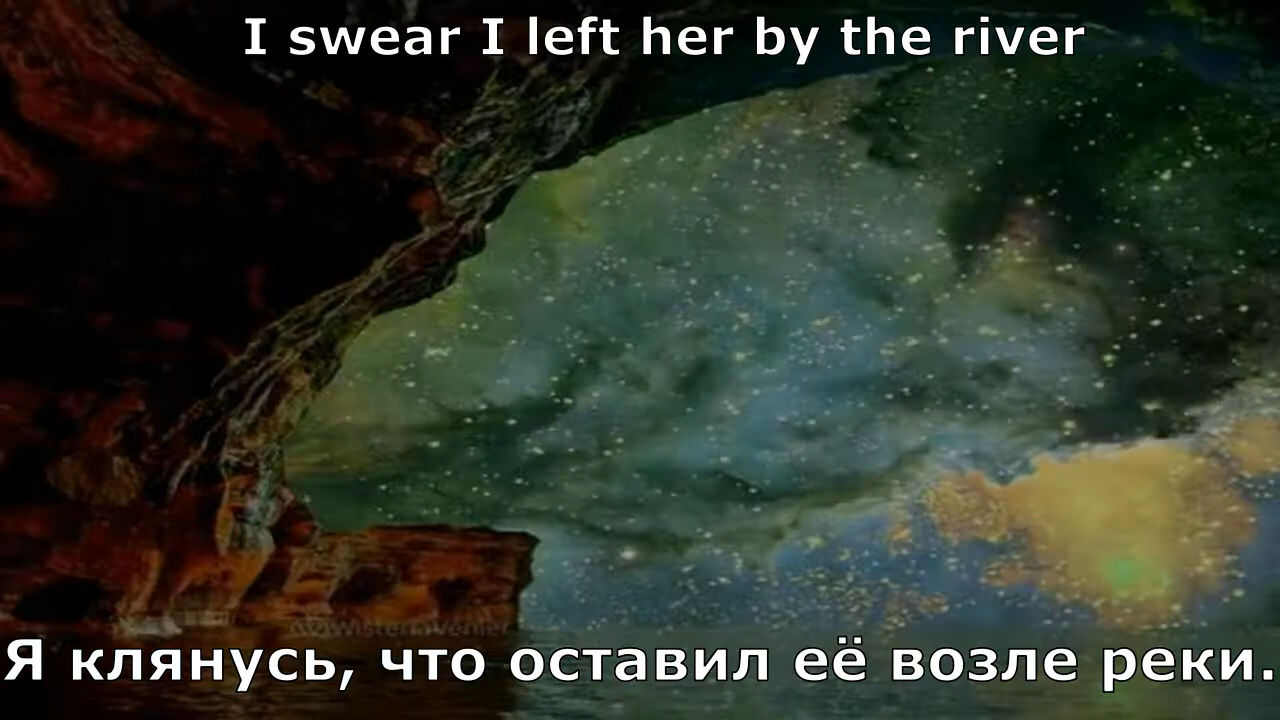 I swear I left her by the river
Я клянусь, что оставил её возле реки.